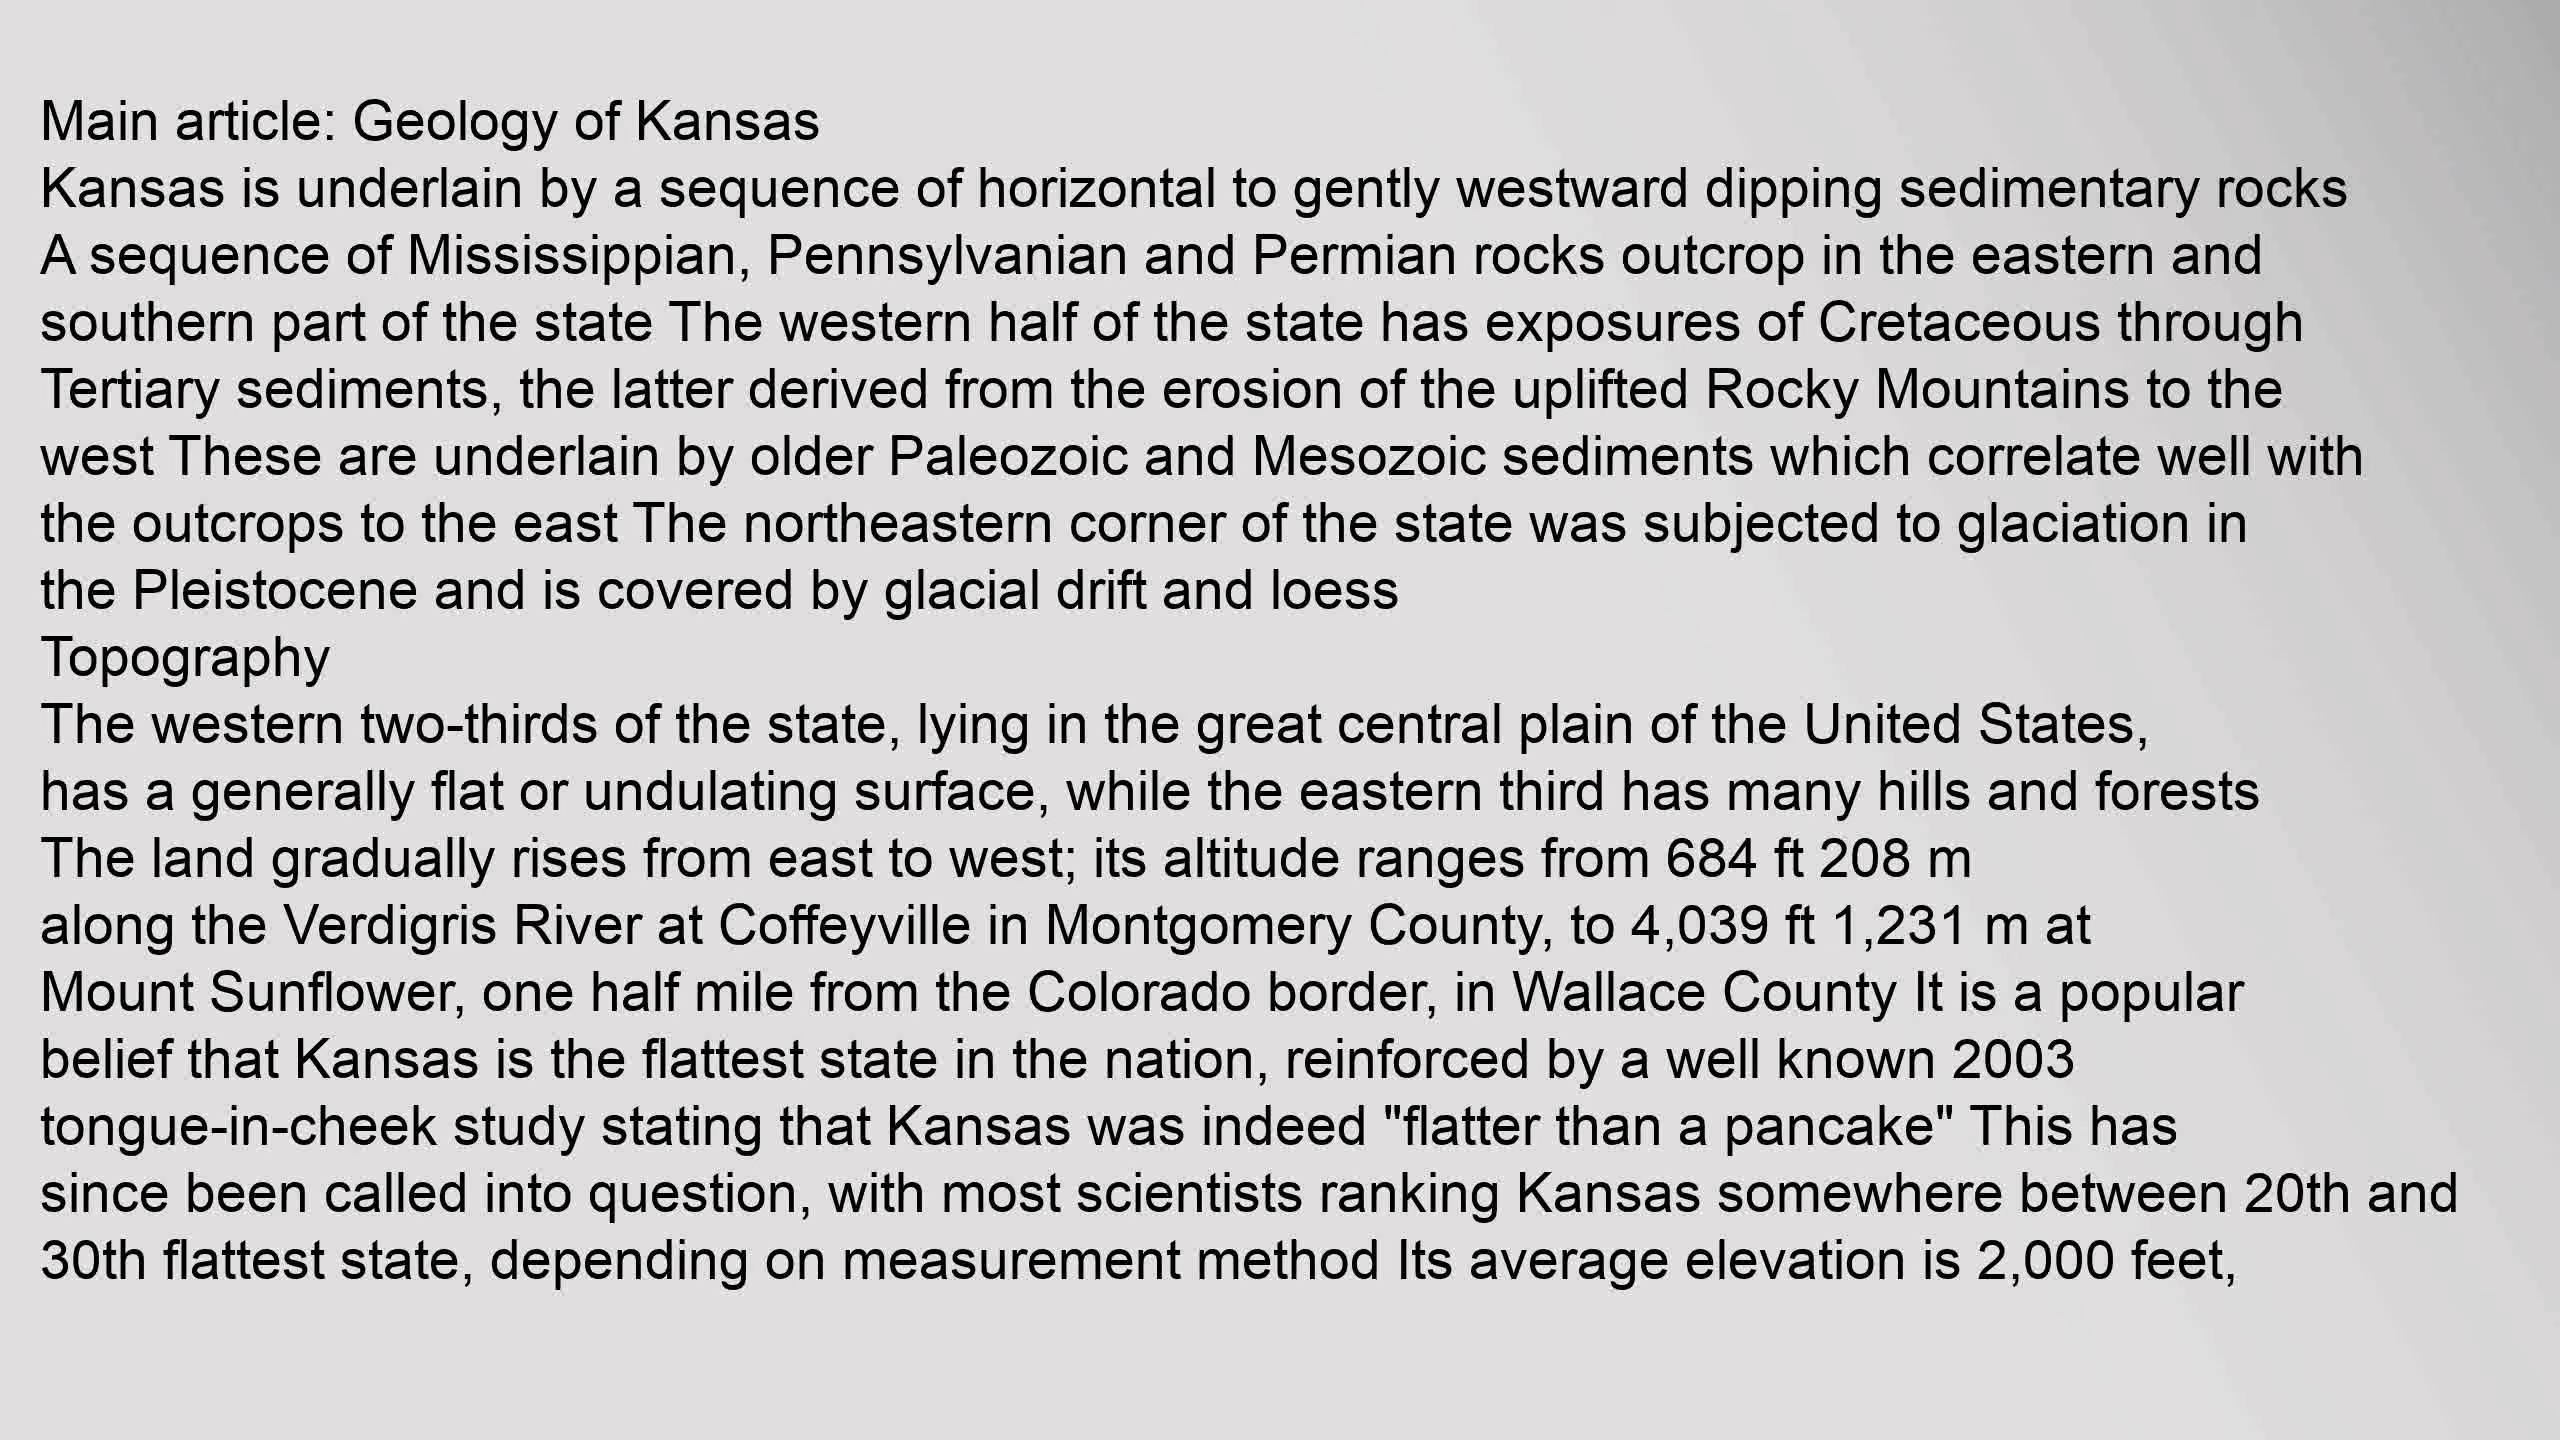 Main article: Geology of Kansas
Kansas is underlain by a sequence of horizontal to gently westward dipping sedimentary rocks
A sequence of Mississippian, Pennsylvanian and Permian rocks outcrop in the eastern and
southern part of the state The western half of the state has exposures of Cretaceous through
Tertiary sediments, the latter derived from the erosion of the uplifted Rocky Mountains to the
west These are underlain by older Paleozoic and Mesozoic sediments which correlate well with
the outcrops to the east The northeastern corner of the state was subjected to glaciation in
the Pleistocene and is covered by glacial drift and loess
Topography
The western two-thirds of the state, lying in the great central plain of the United States,
has a generally flat or undulating surface, while the eastern third has many hills and forests
The land gradually rises from east to west; its altitude ranges from 684 ft 208 m
along the Verdigris River at Coffeyville in Montgomery County, to 4,039 ft 1,231 m at
Mount Sunflower, one half mile from the Colorado border, in Wallace County It is a popular
belief that Kansas is the flattest state in the nation, reinforced by a well known 2003
tongue-in-cheek study stating that Kansas was indeed "flatter than a pancake" This has
since been called into question, with most scientists ranking Kansas somewhere between 20th and
30th flattest state, depending on measurement method Its average elevation is 2,000 feet,